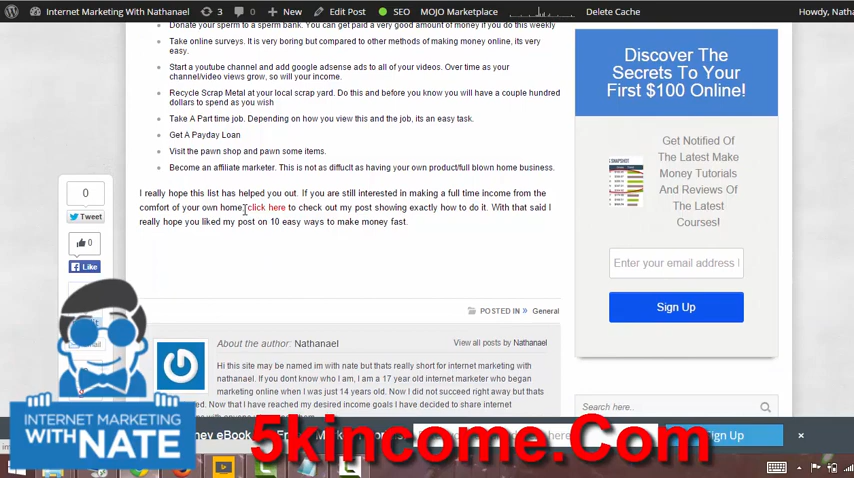 Internet Marketing With Nathanael 3 0 New Edit Post SEO MOJO Marketplace Delete Cache Howdy, Natha
Donate your sperm to a sperm bank. You can get paid a very good amount of money if you do this weekly
Take online surveys. It is very boring but compared to other methods of making money online, its very
easy.
Start a youtube channel and add google adsense ads to all of your videos. Over time as your
channel/video views grow, so will your income.
Recycle Scrap Metal at your local scrap yard. Do this and before you know you will have a couple hundred
dollars to spend as you wish
Take A Part time job. Depending on how you view this and the job, its an easy task.
Get A Payday Loan
Visit the pawn shop and pawn some items.
Become an affiliate marketer. This is not as diffuclt as having your own product/full blown home business.
I really hope this list has helped you out. If you are still interested in making a full time income from the
comfort of your own home, click here to check out my post showing exactly how to do it. With that said I
really hope you liked my post on 10 easy ways to make money fast.
0
Tweet
0
Like
POSTED IN » General
About the author: Nathanael View all posts by Nathanael
Hi this site may be named im with nate but thats really short for internet marketing with
nathanael. If you dont know who I am, I am a 17 year old internet marketer who began
marketing online when I was just 14 years old. Now I did not succeed right away but thats
Now that I have reached my desired income goals I have decided to share internet
Discover The
Secrets To Your
First $100 Online!
Get Notified Of
The Latest Make
Money Tutorials
And Reviews Of
The Latest
Courses!
Enter your email address
Sign Up
Search here..
INTERNET MARKETING
WITH NATE
ney eBook
Sign Up ×
5kincome.Com